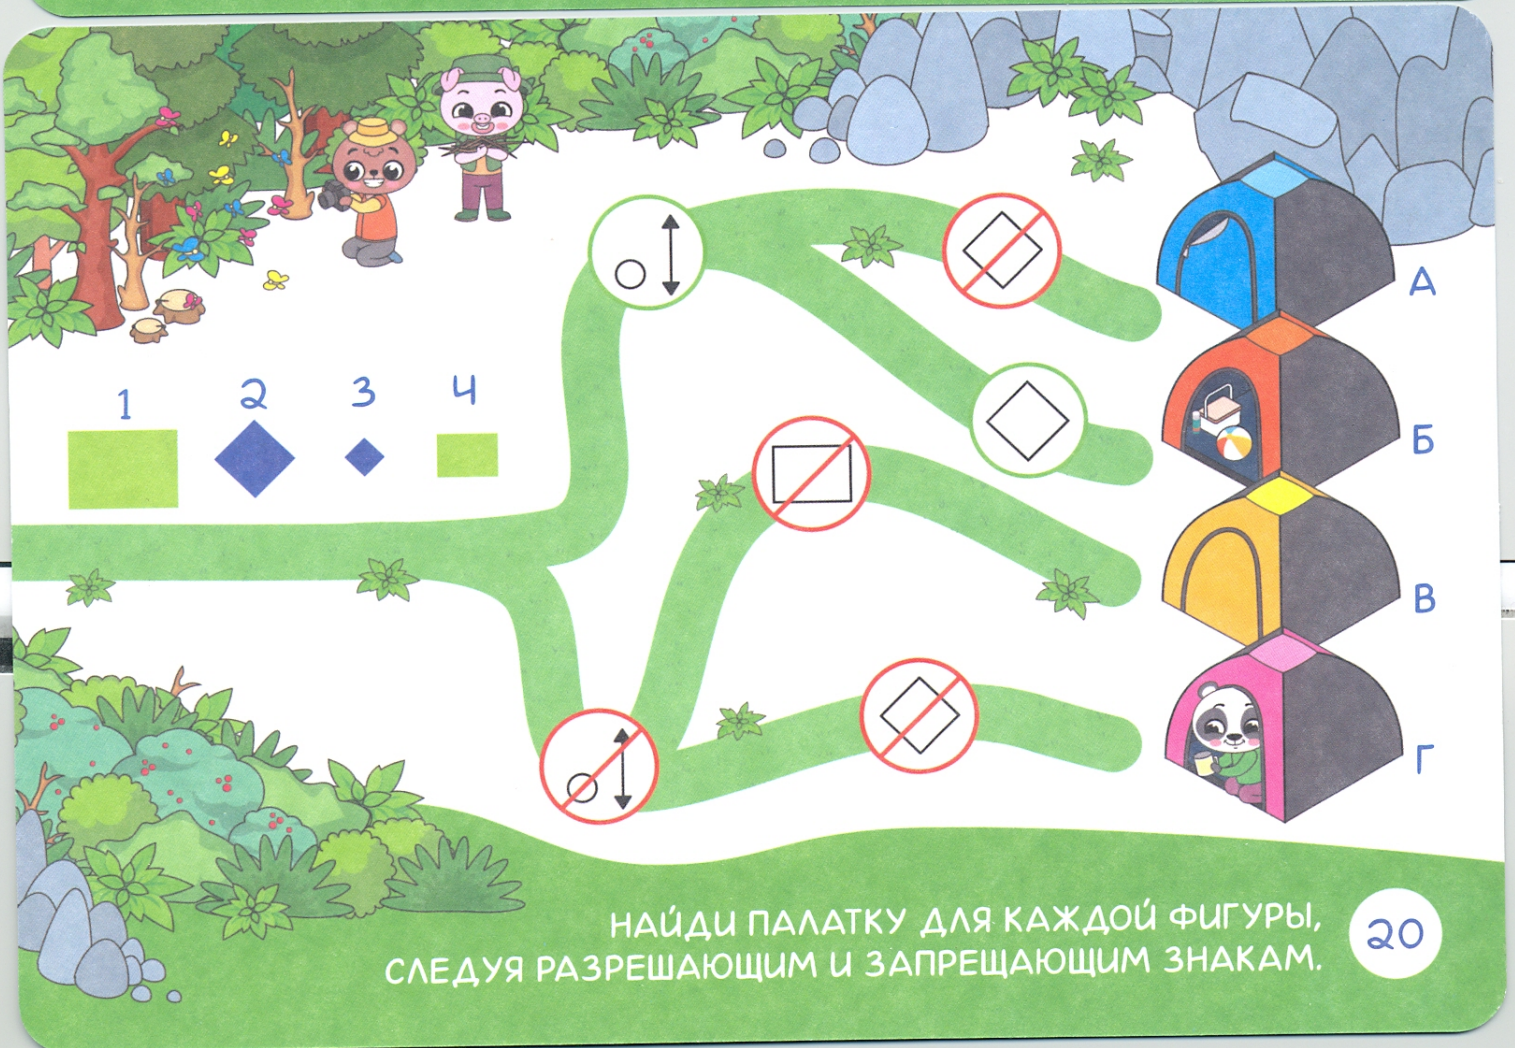 1 2 3 4
А
Б
В
Г
НАЙДИ ПАЛАТКУ ДЛЯ КАЖДОЙ ФИГУРЫ,
СЛЕДУЯ РАЗРЕШАЮЩИМ И ЗАПРЕЩАЮЩИМ ЗНАКАМ.
20